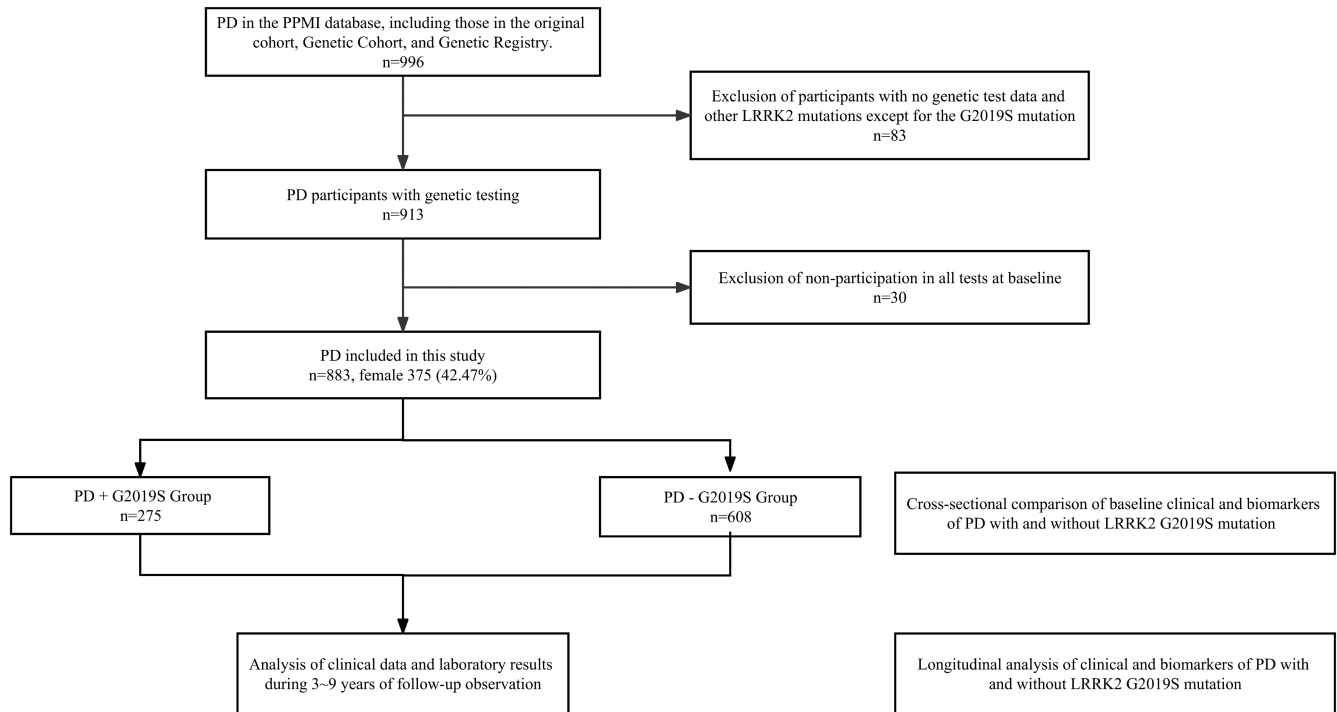 PD in the PPMI database, including those in the original
cohort, Genetic Cohort, and Genetic Registry.
n=996
Exclusion of participants with no genetic test data and
other LRRK2 mutations except for the G2019S mutation
n=83
PD participants with genetic testing
n=913
Exclusion of non-participation in all tests at baseline
n=30
PD included in this study
n=883, female 375 (42.47%)
PD + G2019S Group
n=275
PD - G2019S Group
n=608
Cross-sectional comparison of baseline clinical and biomarkers
of PD with and without LRRK2 G2019S mutation
Analysis of clinical data and laboratory results
during 3~9 years of follow-up observation
Longitudinal analysis of clinical and biomarkers of PD with
and without LRRK2 G2019S mutation